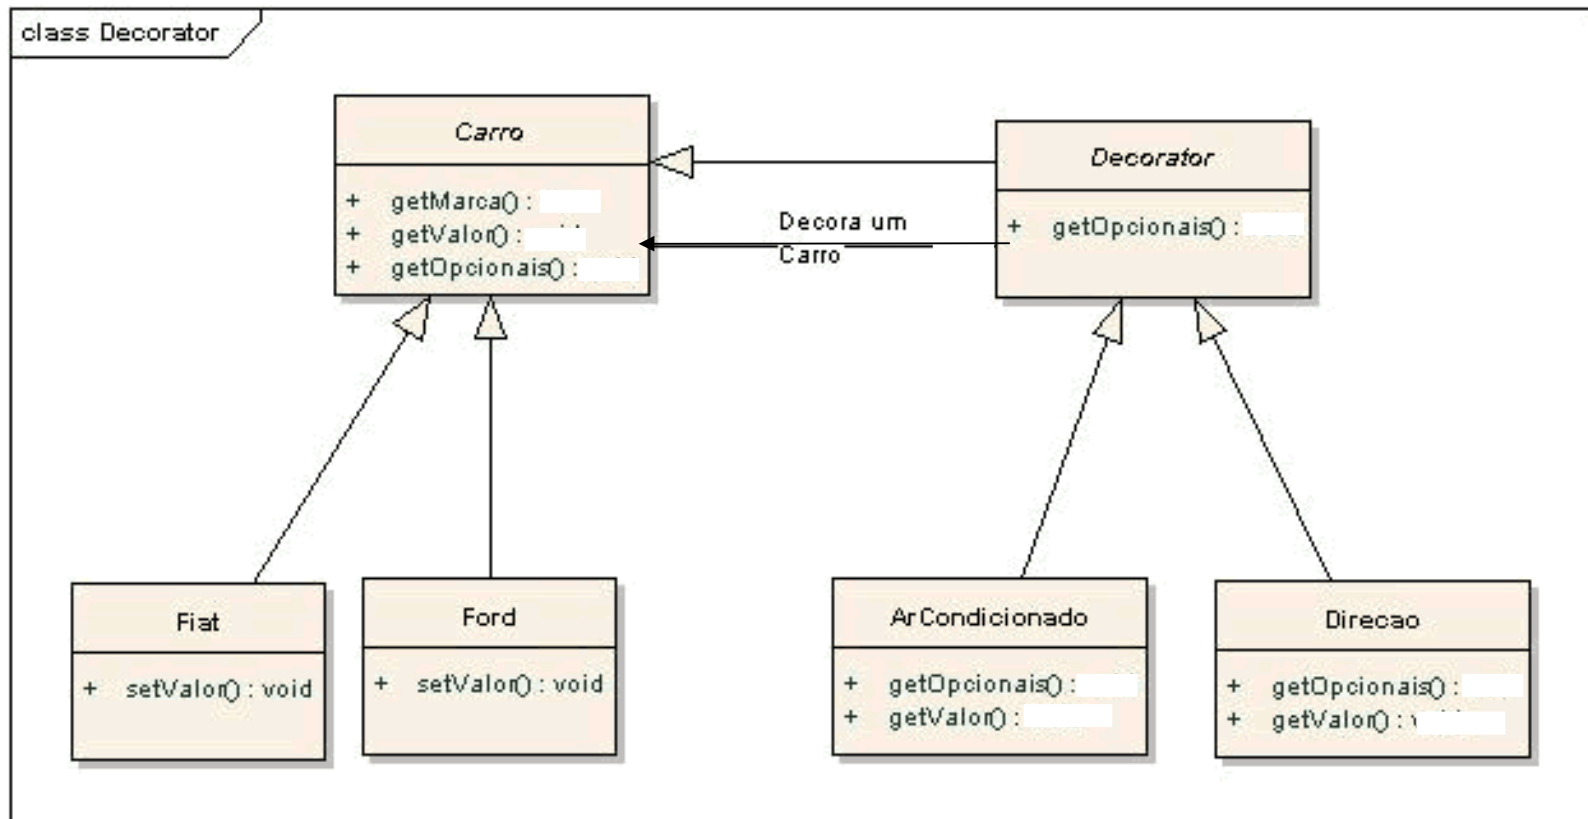 class Decorator
Carro
+ getMarca() :
+ getValor() :
+ getOpcionais() :
Decora um
Carro
Decorator
+ getOpcionais() :
Fiat
+ setValor() : void
Ford
+ setValor() : void
ArCondicionado
+ getOpcionais() :
+ getValor() :
Direcao
+ getOpcionais() :
+ getValor() :